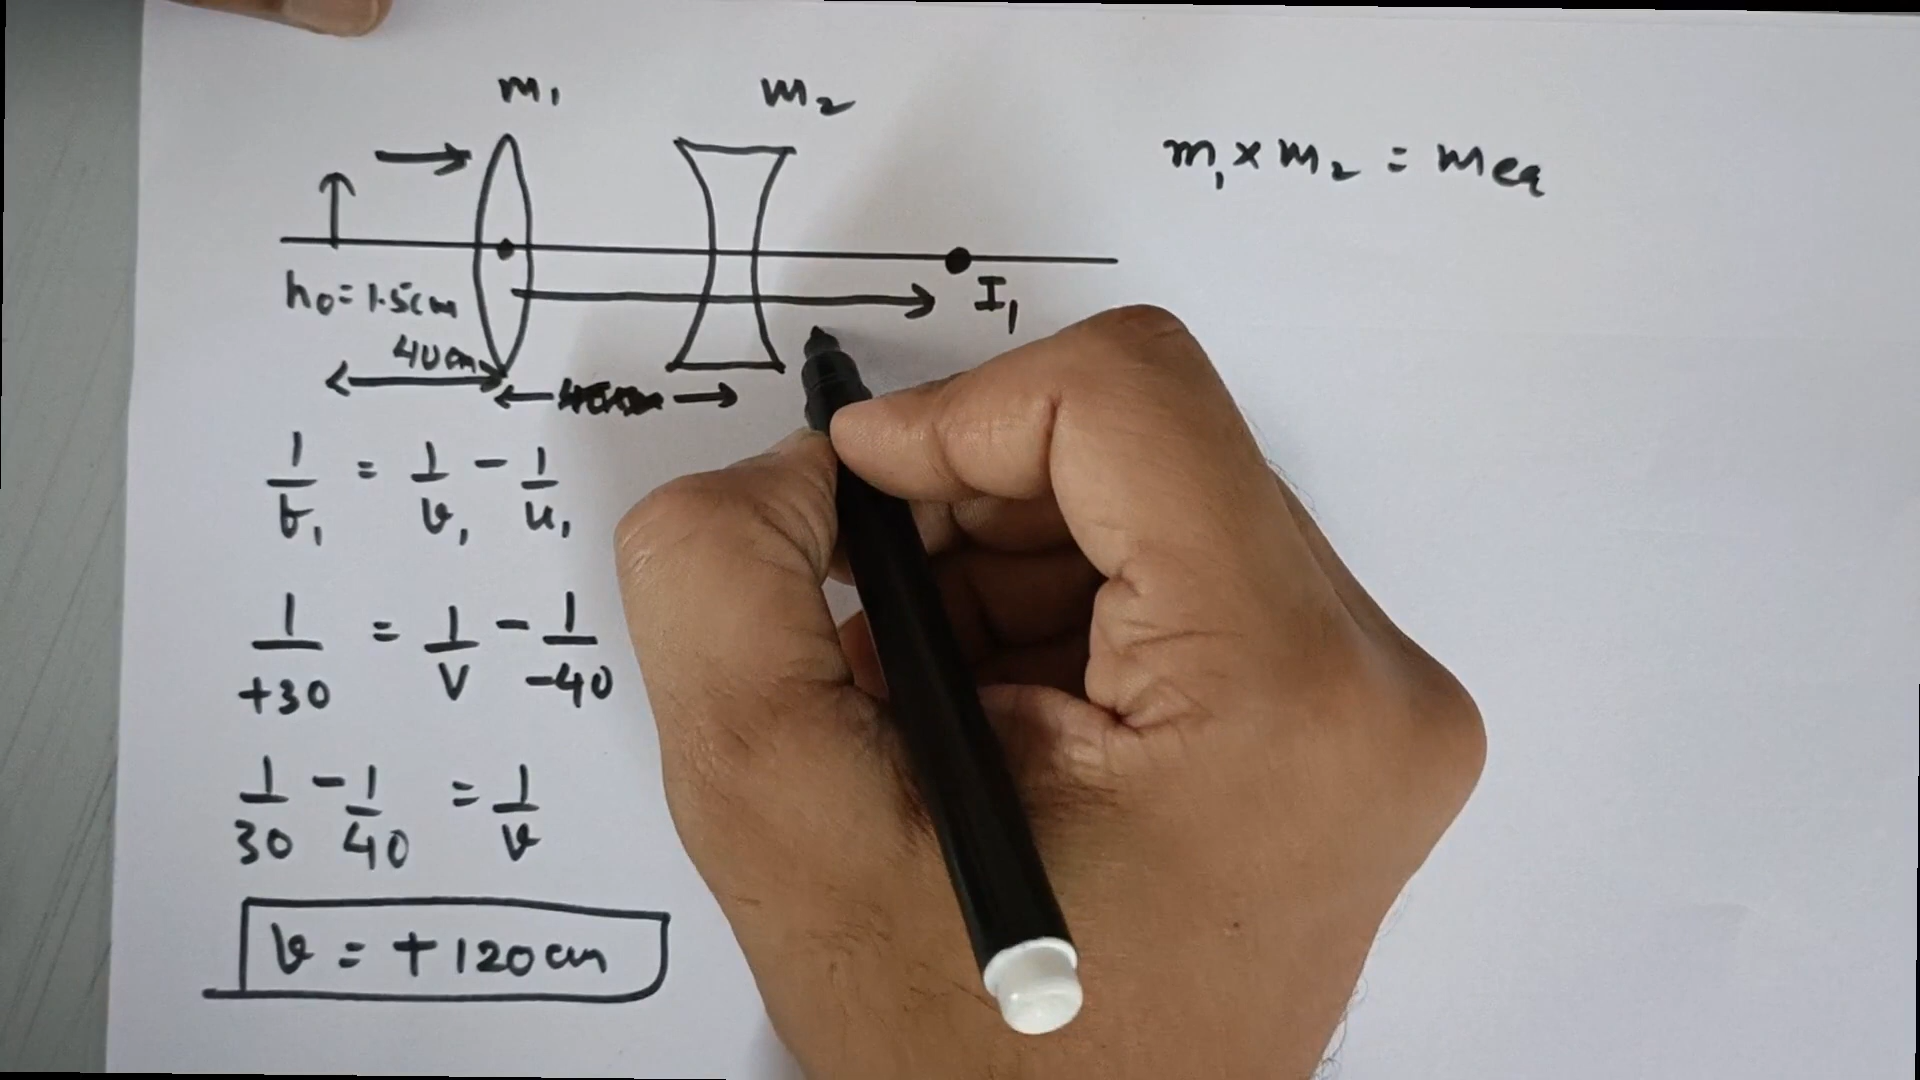 m₁ m₂
m₁ × m₂ = meq
h₀ = 1.5cm
I₁
40cm
1/f₁ = 1/v₁ - 1/u₁
1/+30 = 1/V - 1/-40
1/30 - 1/40 = 1/v
v = +120cm